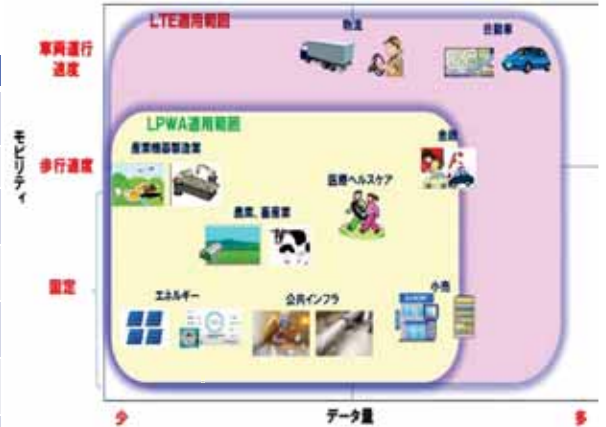 LTE適用範囲
物流
自動車
車両運行
速度
LPWA適用範囲
産業機器製造業
金融
モビリティ
歩行速度
医療ヘルスケア
農業、畜産業
固定
エネルギー
公共インフラ
小売
少
データ量
多